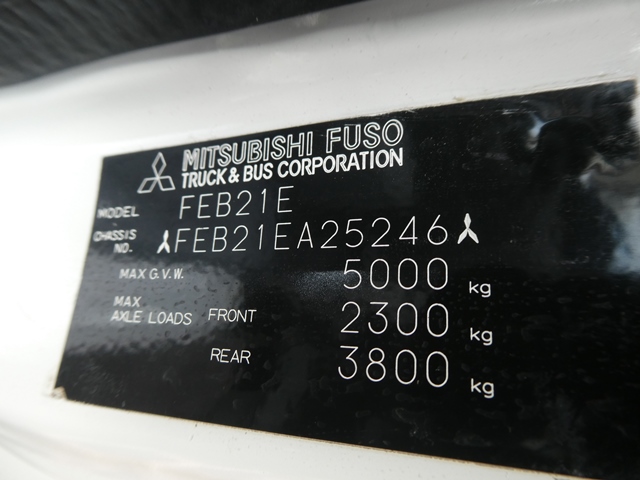 MITSUBISHI FUSO
TRUCK & BUS CORPORATION
MODEL FEB21E
CHASSIS NO. FEB21EA25246
MAX G.V.W. 5000 kg
MAX AXLE LOADS FRONT 2300 kg
REAR 3800 kg